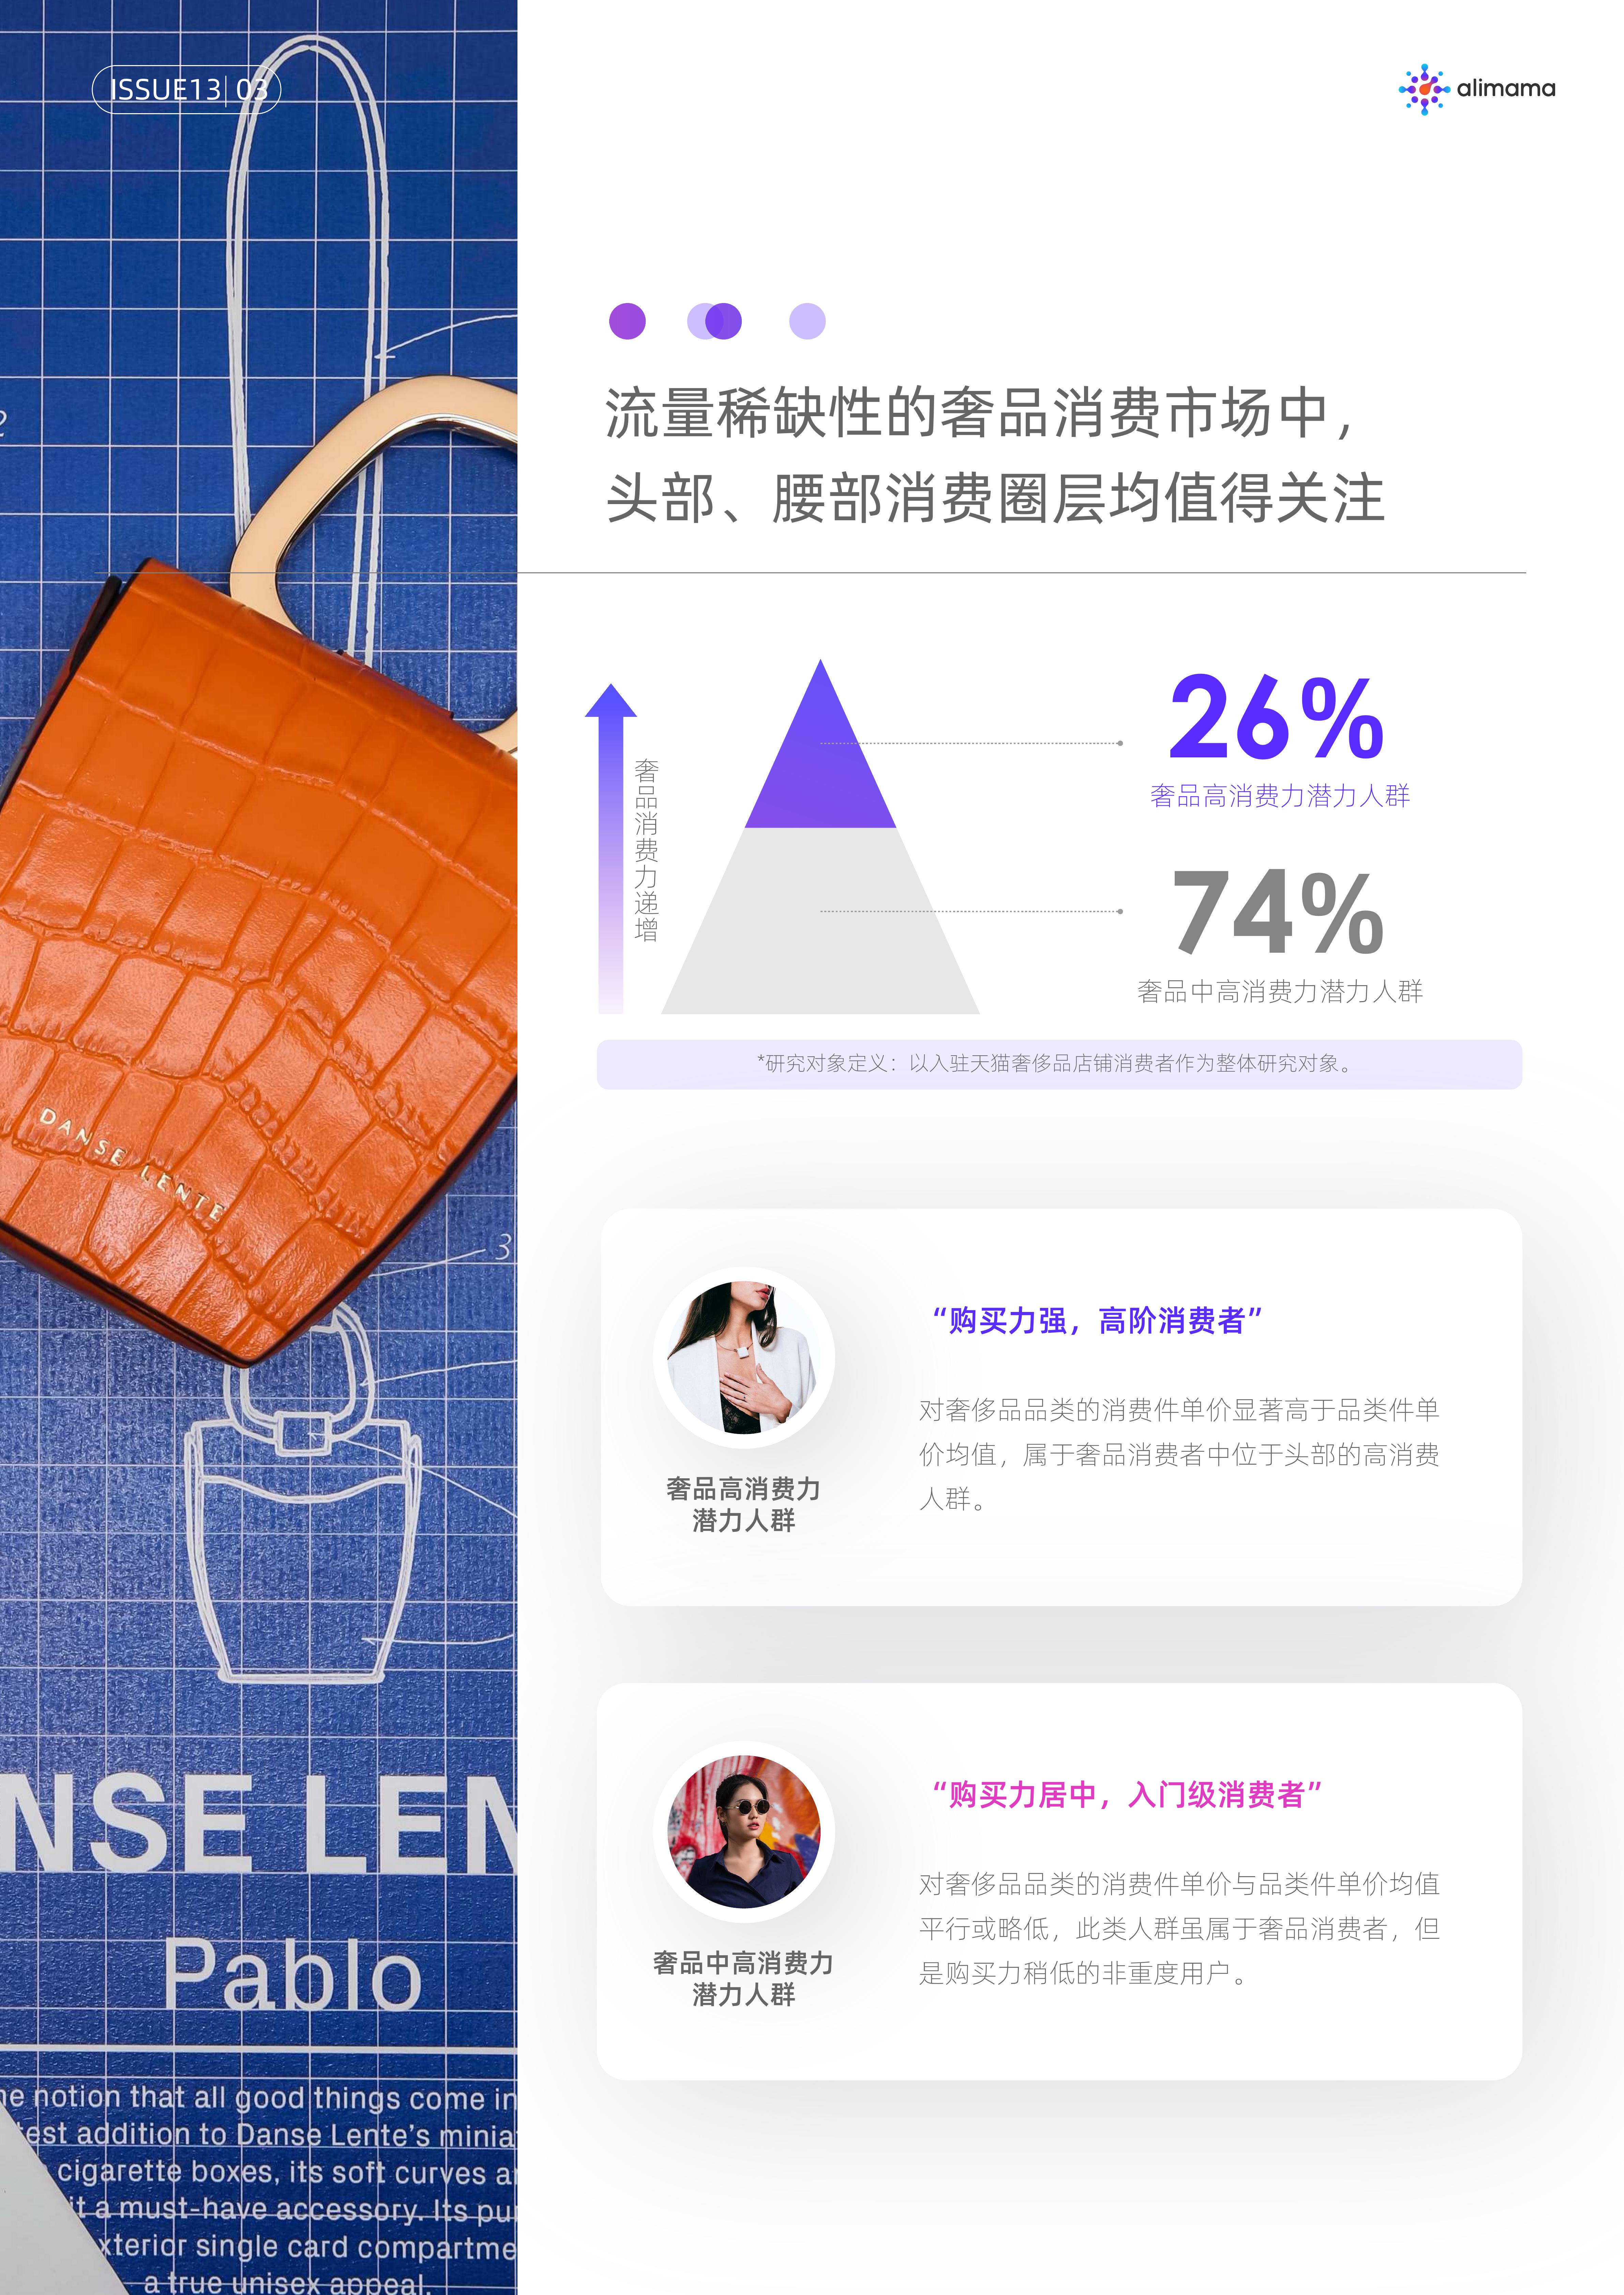 ISSUE13| 03
alimama
流量稀缺性的奢品消费市场中，
头部、腰部消费圈层均值得关注
奢品消费力递增
26%
奢品高消费力潜力人群
74%
奢品中高消费力潜力人群
*研究对象定义：以入驻天猫奢侈品店铺消费者作为整体研究对象。
“购买力强，高阶消费者”
对奢侈品品类的消费件单价显著高于品类件单
价均值，属于奢品消费者中位于头部的高消费
人群。
奢品高消费力
潜力人群
“购买力居中，入门级消费者”
对奢侈品品类的消费件单价与品类件单价均值
平行或略低，此类人群虽属于奢品消费者，但
是购买力稍低的非重度用户。
奢品中高消费力
潜力人群
2
DANSE LENTE
3
NSE LEN
Pablo
notion that all good things come in
addition to Danse Lente’s
cigarette boxes, its soft curves
it a must-have accessory. Its
single card
a true unisex appeal.